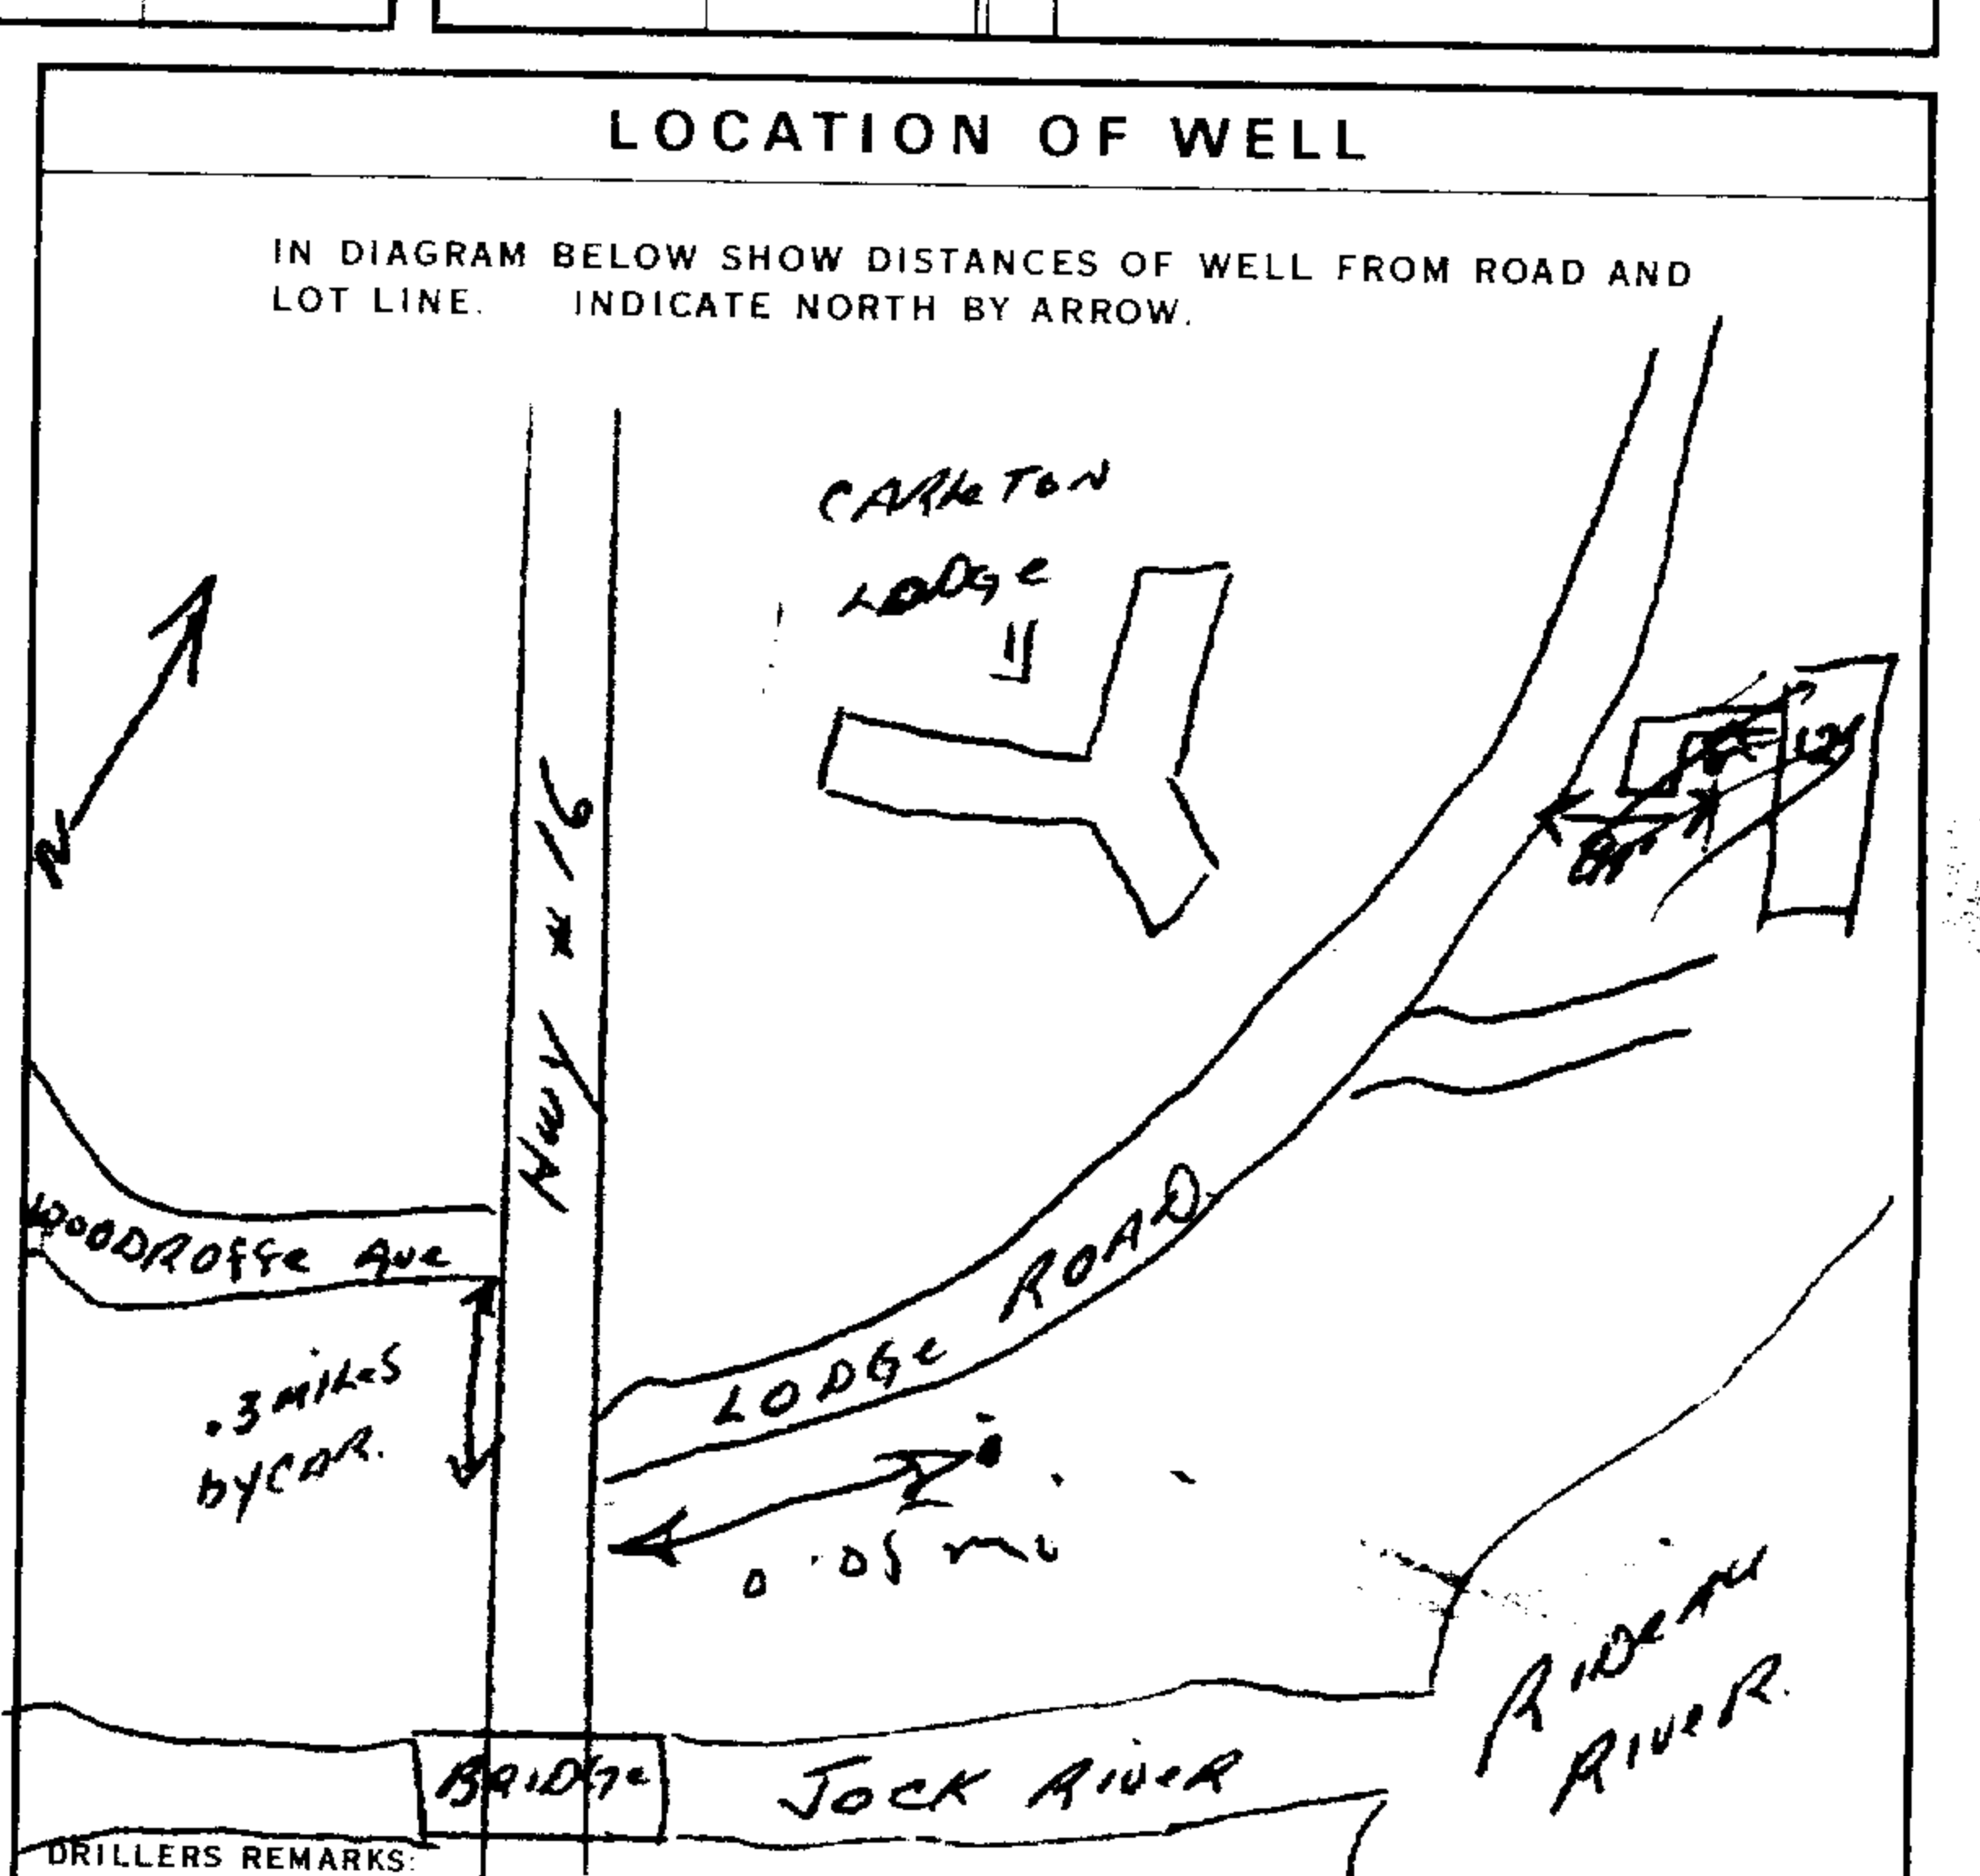 LOCATION OF WELL
IN DIAGRAM BELOW SHOW DISTANCES OF WELL FROM ROAD AND
LOT LINE. INDICATE NORTH BY ARROW.
CARLETON
LODGE
N
HWY # 16
WOODROFFE Ave
.3 miles
by CAR.
LODGE ROAD
0.05 mi
RIDEAU
RIVER.
BRIDGE
JOCK RIVER
DRILLERS REMARKS: